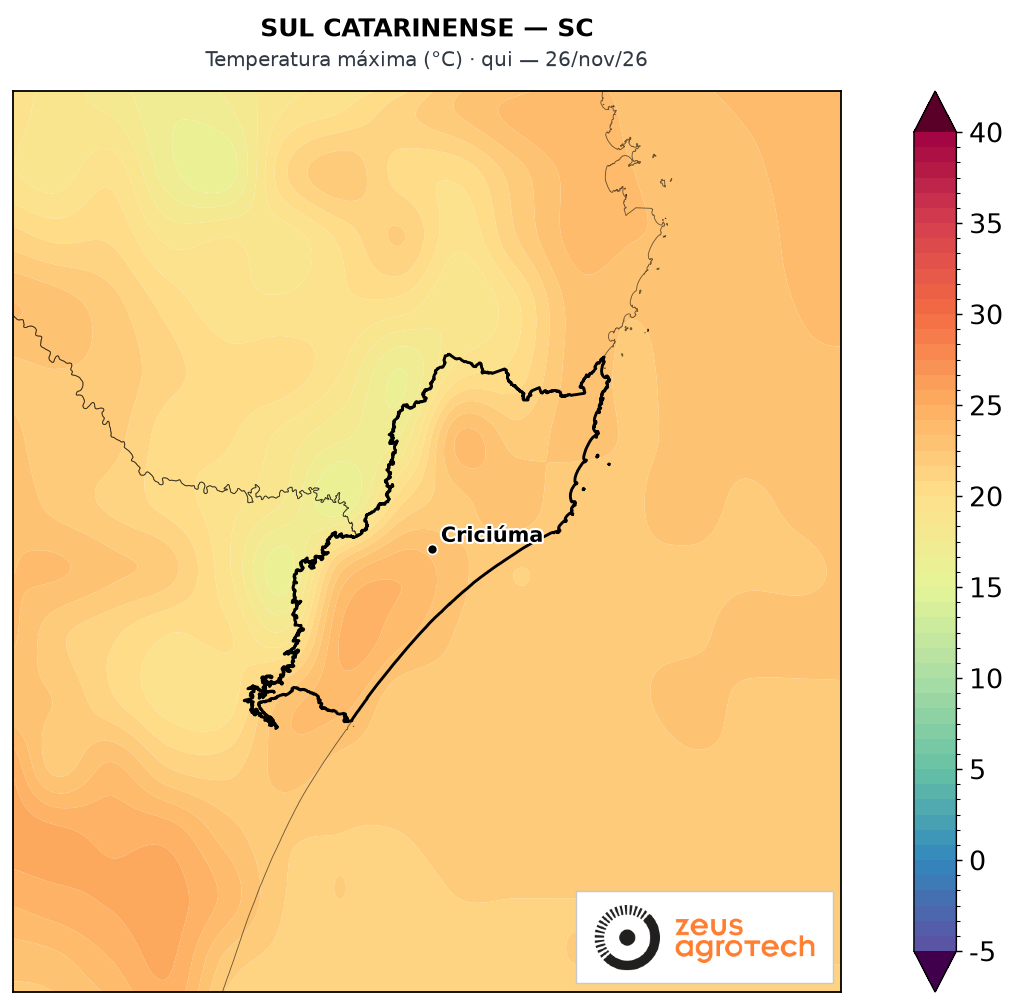 SUL CATARINENSE — SC
Temperatura máxima (°C) · qui — 26/nov/26
40
35
30
25
20
15
10
5
0
-5
Criciúma
zeus
agrotech